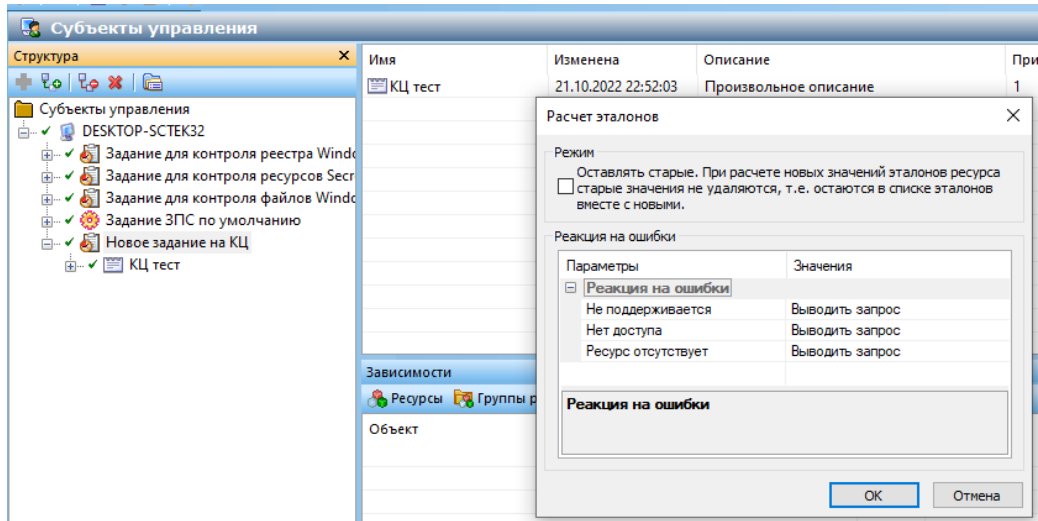 Субъекты управления
Структура
Имя
Изменена
Описание
При
КЦ тест
21.10.2022 22:52:03
Произвольное описание
1
Субъекты управления
DESKTOP-SCTEK32
Задание для контроля реестра Windo
Задание для контроля ресурсов Secr
Задание для контроля файлов Windo
Задание ЗПС по умолчанию
Новое задание на КЦ
КЦ тест
Расчет эталонов
Режим
Оставлять старые. При расчете новых значений эталонов ресурса
старые значения не удаляются, т.е. остаются в списке эталонов
вместе с новыми.
Реакция на ошибки
Параметры
Значения
Реакция на ошибки
Не поддерживается
Выводить запрос
Нет доступа
Выводить запрос
Ресурс отсутствует
Выводить запрос
Реакция на ошибки
OK
Отмена
Зависимости
Ресурсы
Группы р
Объект